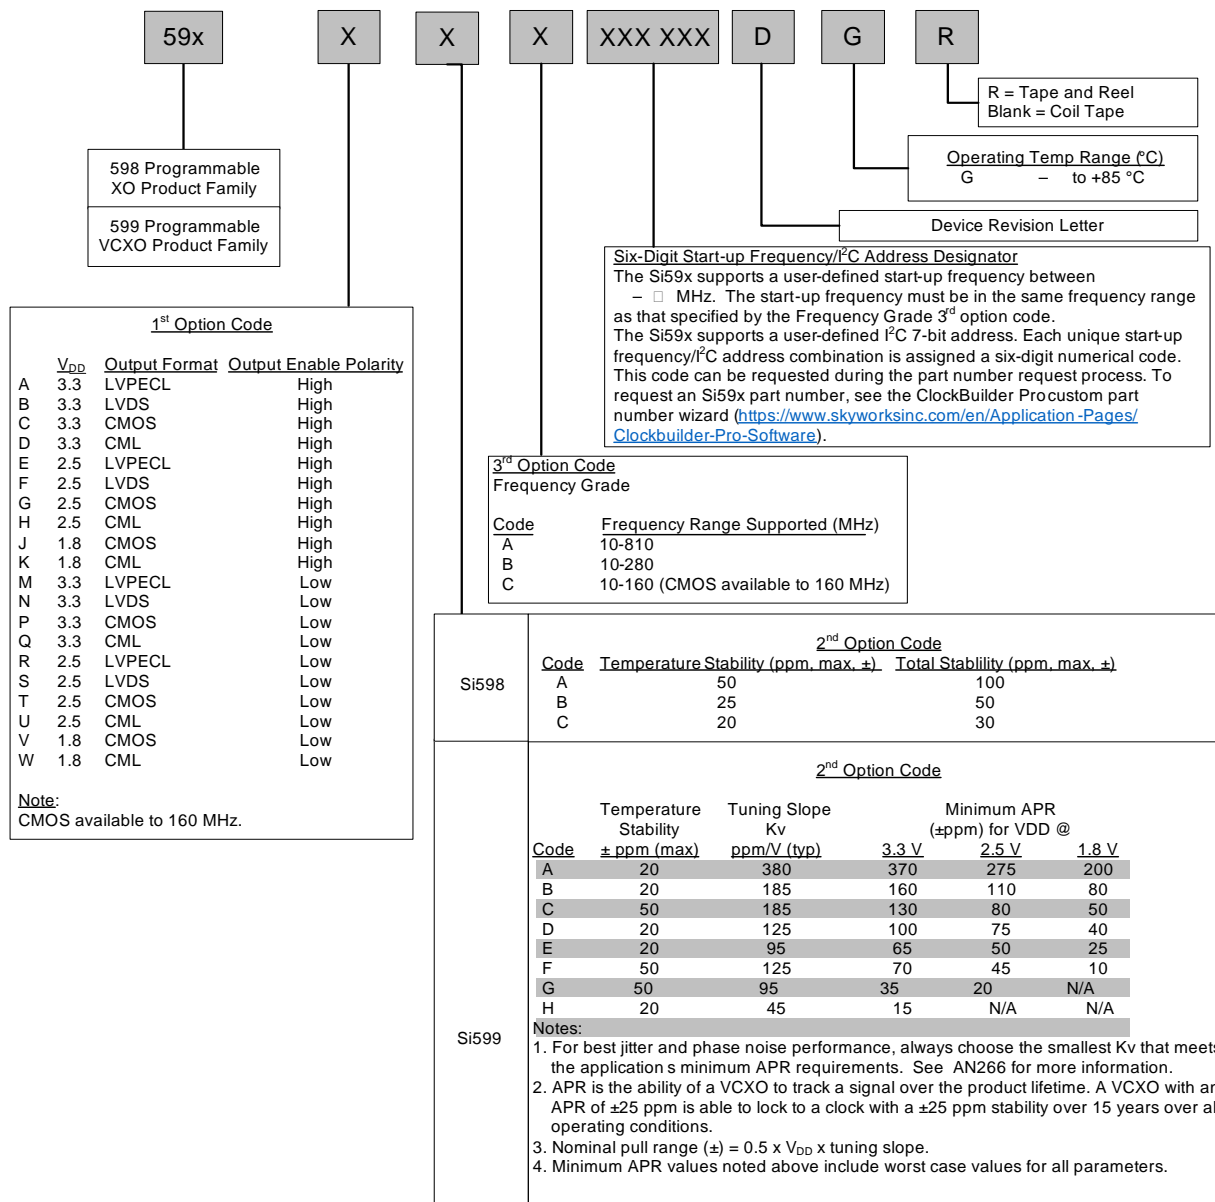 59x X X X XXX XXX D G R
R = Tape and Reel
Blank = Coil Tape
Operating Temp Range (°C)
G – to +85 °C
Device Revision Letter
598 Programmable
XO Product Family
599 Programmable
VCXO Product Family
Six-Digit Start-up Frequency/I²C Address Designator
The Si59x supports a user-defined start-up frequency between
– □ MHz. The start-up frequency must be in the same frequency range
as that specified by the Frequency Grade 3rd option code.
The Si59x supports a user-defined I²C 7-bit address. Each unique start-up
frequency/I²C address combination is assigned a six-digit numerical code.
This code can be requested during the part number request process. To
request an Si59x part number, see the ClockBuilder Procustom part
number wizard (https://www.skyworksinc.com/en/Application-Pages/
Clockbuilder-Pro-Software).
1st Option Code
VDD Output Format Output Enable Polarity
A 3.3 LVPECL High
B 3.3 LVDS High
C 3.3 CMOS High
D 3.3 CML High
E 2.5 LVPECL High
F 2.5 LVDS High
G 2.5 CMOS High
H 2.5 CML High
J 1.8 CMOS High
K 1.8 CML High
M 3.3 LVPECL Low
N 3.3 LVDS Low
P 3.3 CMOS Low
Q 3.3 CML Low
R 2.5 LVPECL Low
S 2.5 LVDS Low
T 2.5 CMOS Low
U 2.5 CML Low
V 1.8 CMOS Low
W 1.8 CML Low
Note:
CMOS available to 160 MHz.
3rd Option Code
Frequency Grade
Code Frequency Range Supported (MHz)
A 10-810
B 10-280
C 10-160 (CMOS available to 160 MHz)
Si598
2nd Option Code
Code Temperature Stability (ppm, max, ±) Total Stablility (ppm, max, ±)
A 50 100
B 25 50
C 20 30
Si599
2nd Option Code
Temperature Tuning Slope Minimum APR
Stability Kv (±ppm) for VDD @
Code ± ppm (max) ppm/V (typ) 3.3 V 2.5 V 1.8 V
A 20 380 370 275 200
B 20 185 160 110 80
C 50 185 130 80 50
D 20 125 100 75 40
E 20 95 65 50 25
F 50 125 70 45 10
G 50 95 35 20 N/A
H 20 45 15 N/A N/A
Notes:
1. For best jitter and phase noise performance, always choose the smallest Kv that meets
the application s minimum APR requirements. See AN266 for more information.
2. APR is the ability of a VCXO to track a signal over the product lifetime. A VCXO with an
APR of ±25 ppm is able to lock to a clock with a ±25 ppm stability over 15 years over al
operating conditions.
3. Nominal pull range (±) = 0.5 x VDD x tuning slope.
4. Minimum APR values noted above include worst case values for all parameters.